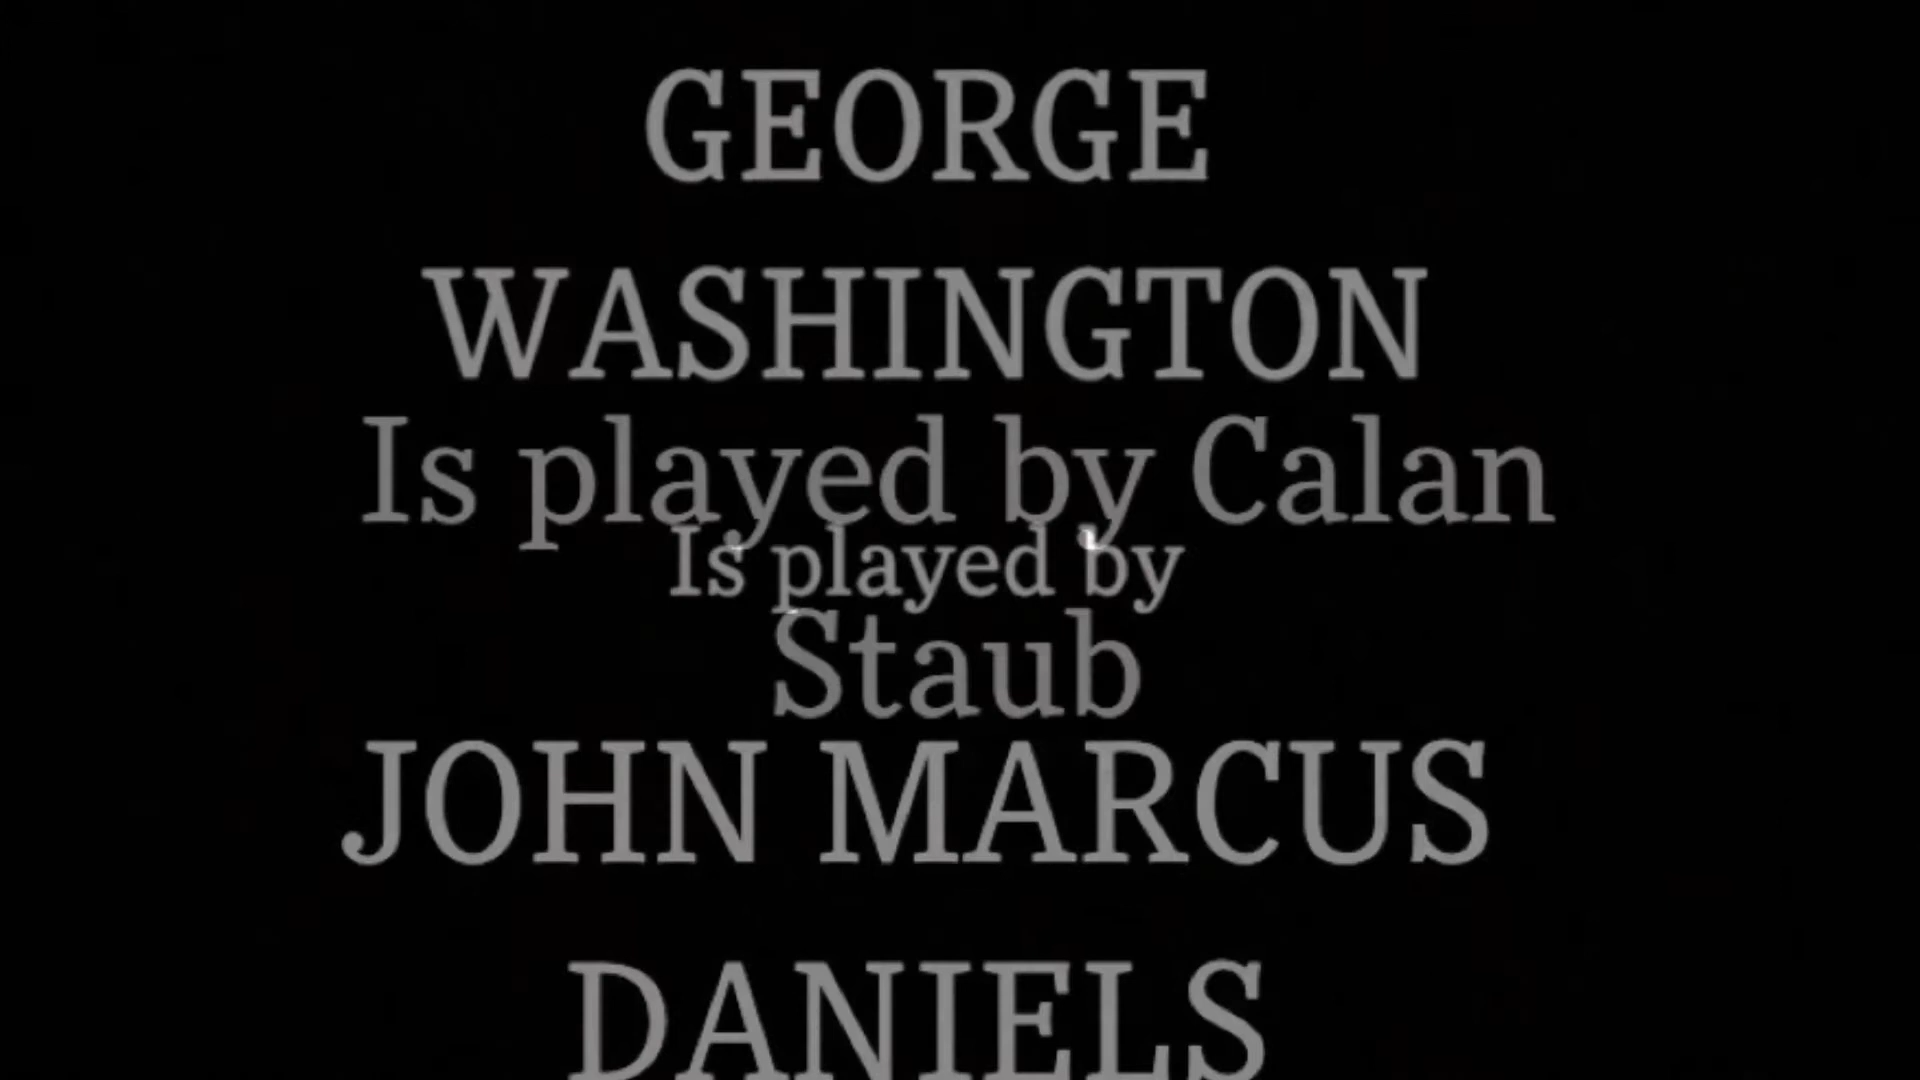 GEORGE
WASHINGTON
Is played by Calan
Is played by
Staub
JOHN MARCUS
DANIELS